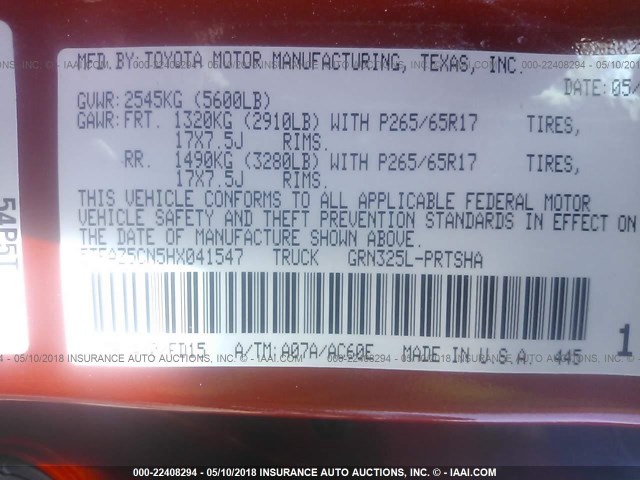 MFD.BY:TOYOTA MOTOR MANUFACTURING, TEXAS, INC.
DATE:05/
GVWR:2545KG (5600LB)
GAWR:FRT. 1320KG (2910LB) WITH P265/65R17 TIRES,
17X7.5J RIMS.
RR. 1490KG (3280LB) WITH P265/65R17 TIRES,
17X7.5J RIMS.
THIS VEHICLE CONFORMS TO ALL APPLICABLE FEDERAL MOTOR
VEHICLE SAFETY AND THEFT PREVENTION STANDARDS IN EFFECT ON
THE DATE OF MANUFACTURE SHOWN ABOVE.
5TFAZ5CN5HX041547 TRUCK GRN325L-PRTSHA
ED15 A/TM:A07A/AC60E MADE IN U.S.A. 445
1
54P5T
000-22408294 - 05/10/2018 INSURANCE AUTO AUCTIONS, INC. - © IAAI.COM